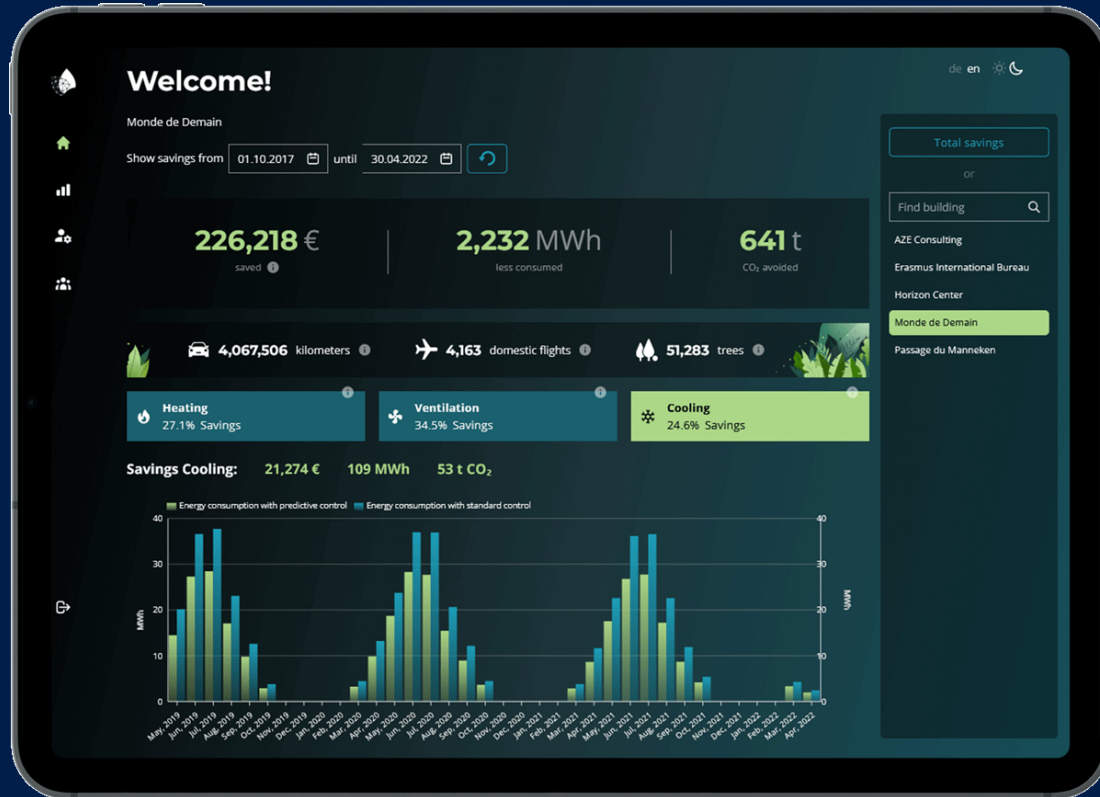 Welcome!
de en
Monde de Demain
Show savings from 01.10.2017 until 30.04.2022
226,218 €
saved
2,232 MWh
less consumed
641 t
CO₂ avoided
4,067,506 kilometers
4,163 domestic flights
51,283 trees
Heating
27.1% Savings
Ventilation
34.5% Savings
Cooling
24.6% Savings
Savings Cooling: 21,274 € 109 MWh 53 t CO₂
Energy consumption with predictive control Energy consumption with standard control
40 40
30 30
20 20
10 10
0 0
MWh MWh
May, 2019 Jun, 2019 Jul, 2019 Aug, 2019 Sep, 2019 Oct, 2019 Nov, 2019 Dec, 2019 Jan, 2020 Feb, 2020 Mar, 2020 Apr, 2020 May, 2020 Jun, 2020 Jul, 2020 Aug, 2020 Sep, 2020 Oct, 2020 Nov, 2020 Dec, 2020 Jan, 2021 Feb, 2021 Mar, 2021 Apr, 2021 May, 2021 Jun, 2021 Jul, 2021 Aug, 2021 Sep, 2021 Oct, 2021 Nov, 2021 Dec, 2021 Jan, 2022 Feb, 2022 Mar, 2022 Apr, 2022
Total savings
or
Find building
AZE Consulting
Erasmus International Bureau
Horizon Center
Monde de Demain
Passage du Manneken